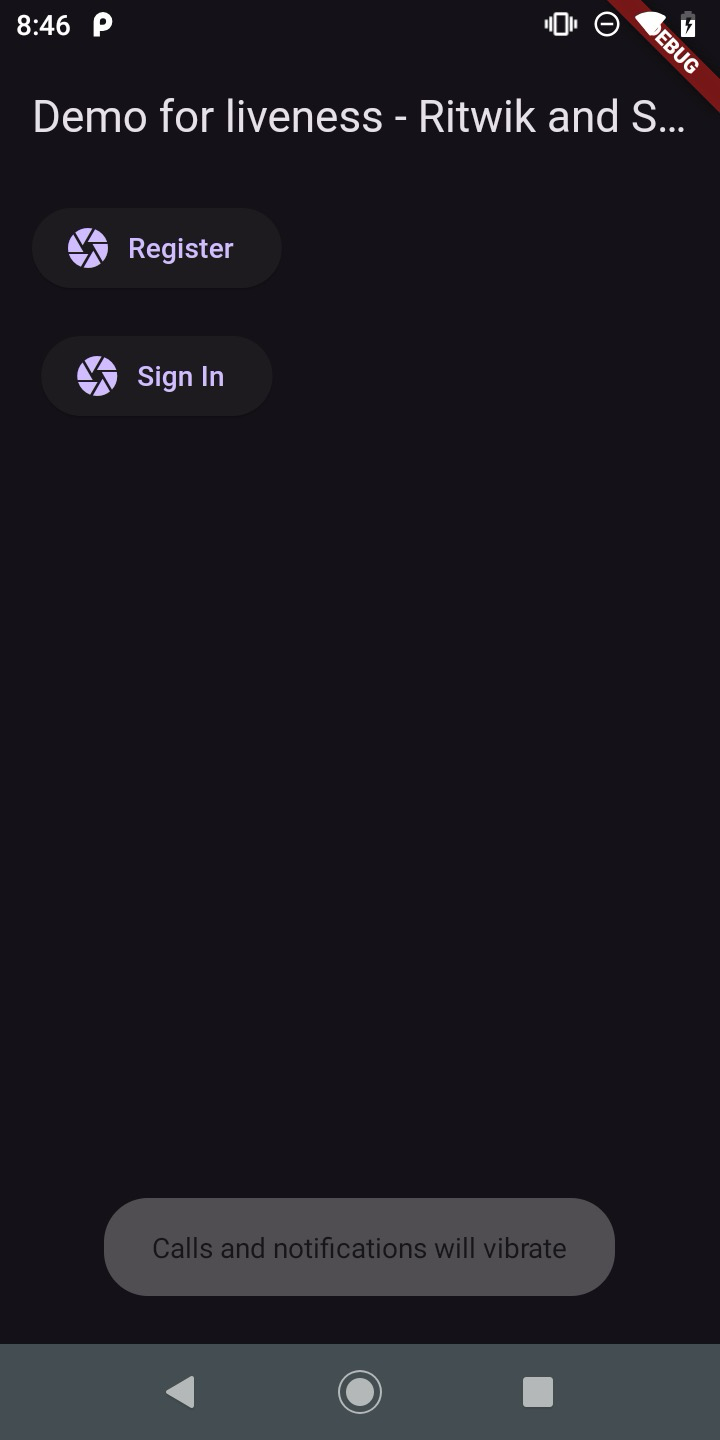 8:46
DEBUG
Demo for liveness - Ritwik and S…
Register
Sign In
Calls and notifications will vibrate